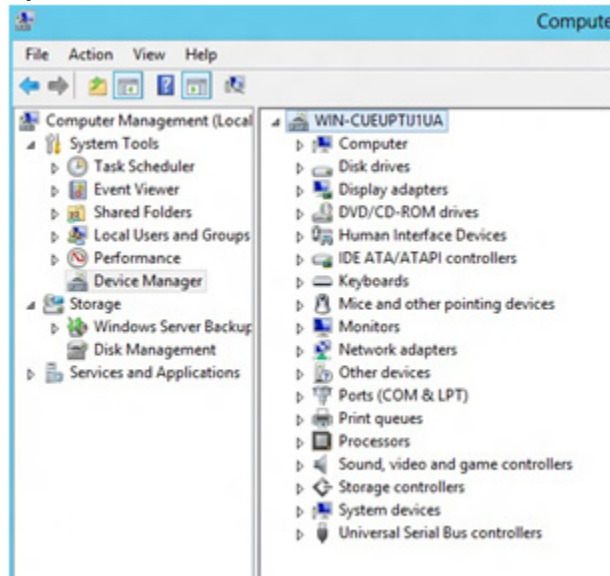 Compute
File Action View Help
Computer Management (Local
System Tools
Task Scheduler
Event Viewer
Shared Folders
Local Users and Groups
Performance
Device Manager
Storage
Windows Server Backup
Disk Management
Services and Applications
WIN-CUEUPTIJ1UA
Computer
Disk drives
Display adapters
DVD/CD-ROM drives
Human Interface Devices
IDE ATA/ATAPI controllers
Keyboards
Mice and other pointing devices
Monitors
Network adapters
Other devices
Ports (COM & LPT)
Print queues
Processors
Sound, video and game controllers
Storage controllers
System devices
Universal Serial Bus controllers